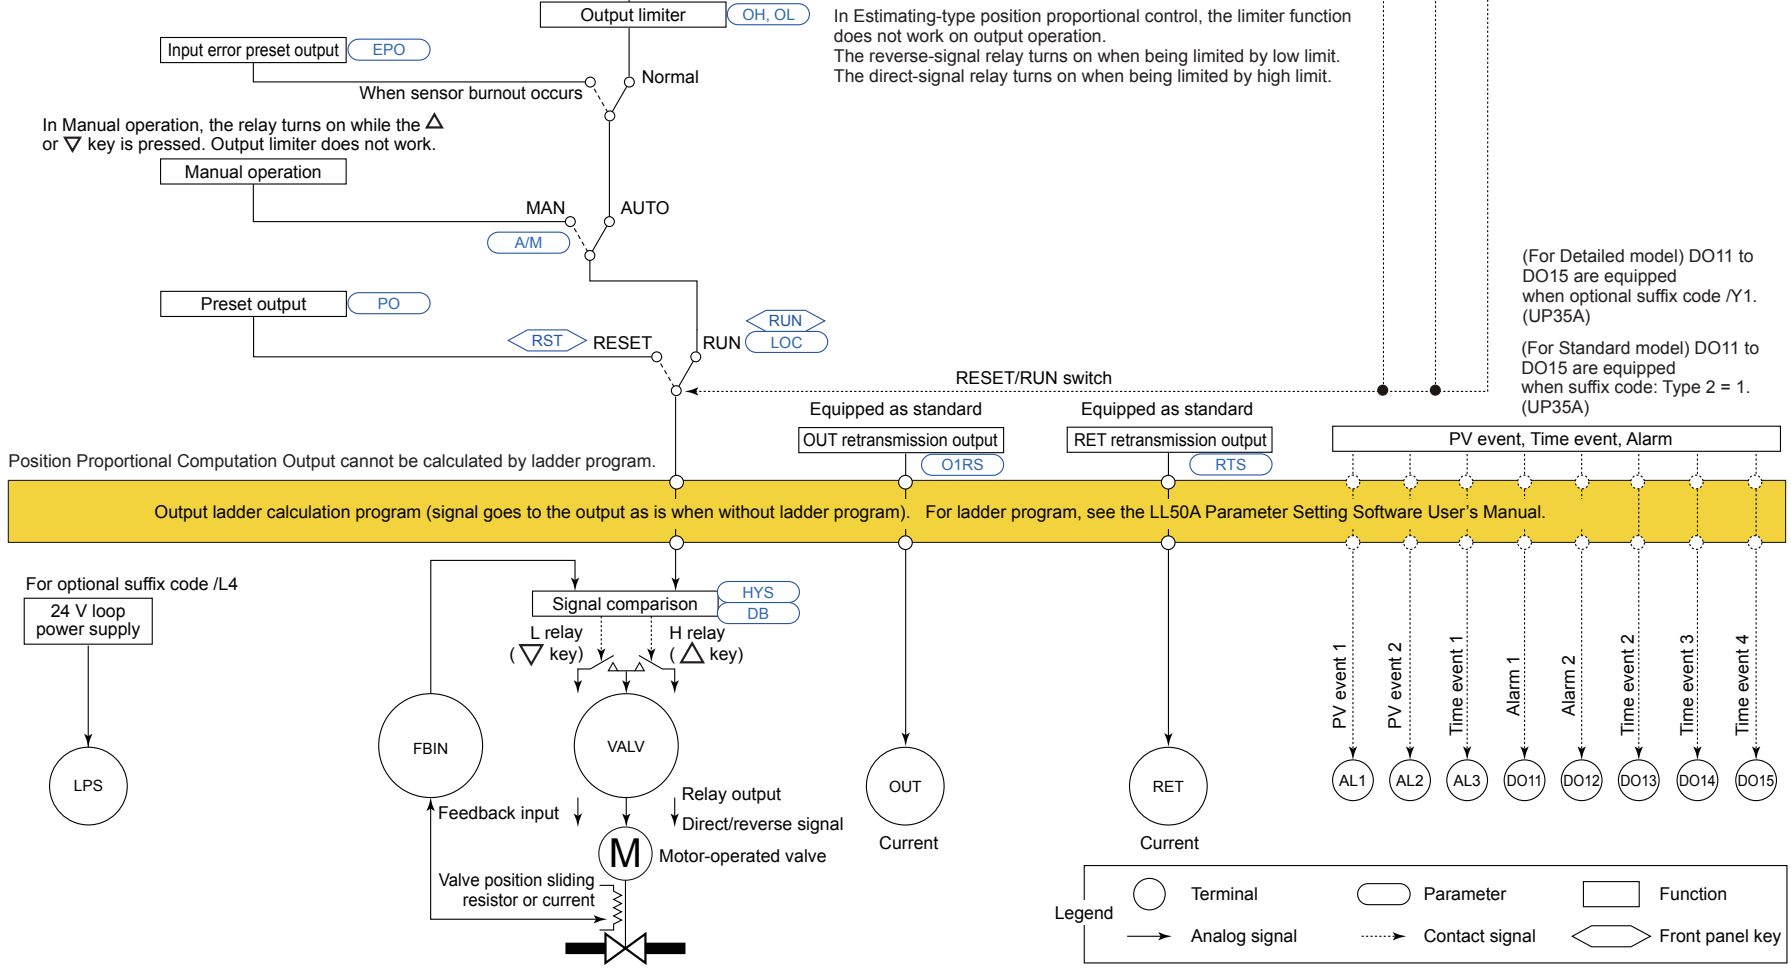 Output limiter
OH, OL
In Estimating-type position proportional control, the limiter function
does not work on output operation.
The reverse-signal relay turns on when being limited by low limit.
The direct-signal relay turns on when being limited by high limit.
Input error preset output
EPO
Normal
When sensor burnout occurs
In Manual operation, the relay turns on while the △
or ▽ key is pressed. Output limiter does not work.
Manual operation
MAN
AUTO
A/M
(For Detailed model) DO11 to
DO15 are equipped
when optional suffix code /Y1.
(UP35A)
Preset output
PO
RUN
RST
RESET
RUN
LOC
(For Standard model) DO11 to
DO15 are equipped
when suffix code: Type 2 = 1.
(UP35A)
RESET/RUN switch
Equipped as standard
Equipped as standard
OUT retransmission output
RET retransmission output
PV event, Time event, Alarm
Position Proportional Computation Output cannot be calculated by ladder program.
O1RS
RTS
Output ladder calculation program (signal goes to the output as is when without ladder program). For ladder program, see the LL50A Parameter Setting Software User's Manual.
For optional suffix code /L4
24 V loop
power supply
Signal comparison
HYS
DB
L relay
( ▽ key)
H relay
( △ key)
PV event 1
PV event 2
Time event 1
Alarm 1
Alarm 2
Time event 2
Time event 3
Time event 4
FBIN
VALV
LPS
OUT
RET
AL1
AL2
AL3
DO11
DO12
DO13
DO14
DO15
Feedback input
Relay output
Direct/reverse signal
Current
Current
M
Motor-operated valve
Valve position sliding
resistor or current
Legend
Terminal
Parameter
Function
Analog signal
Contact signal
Front panel key